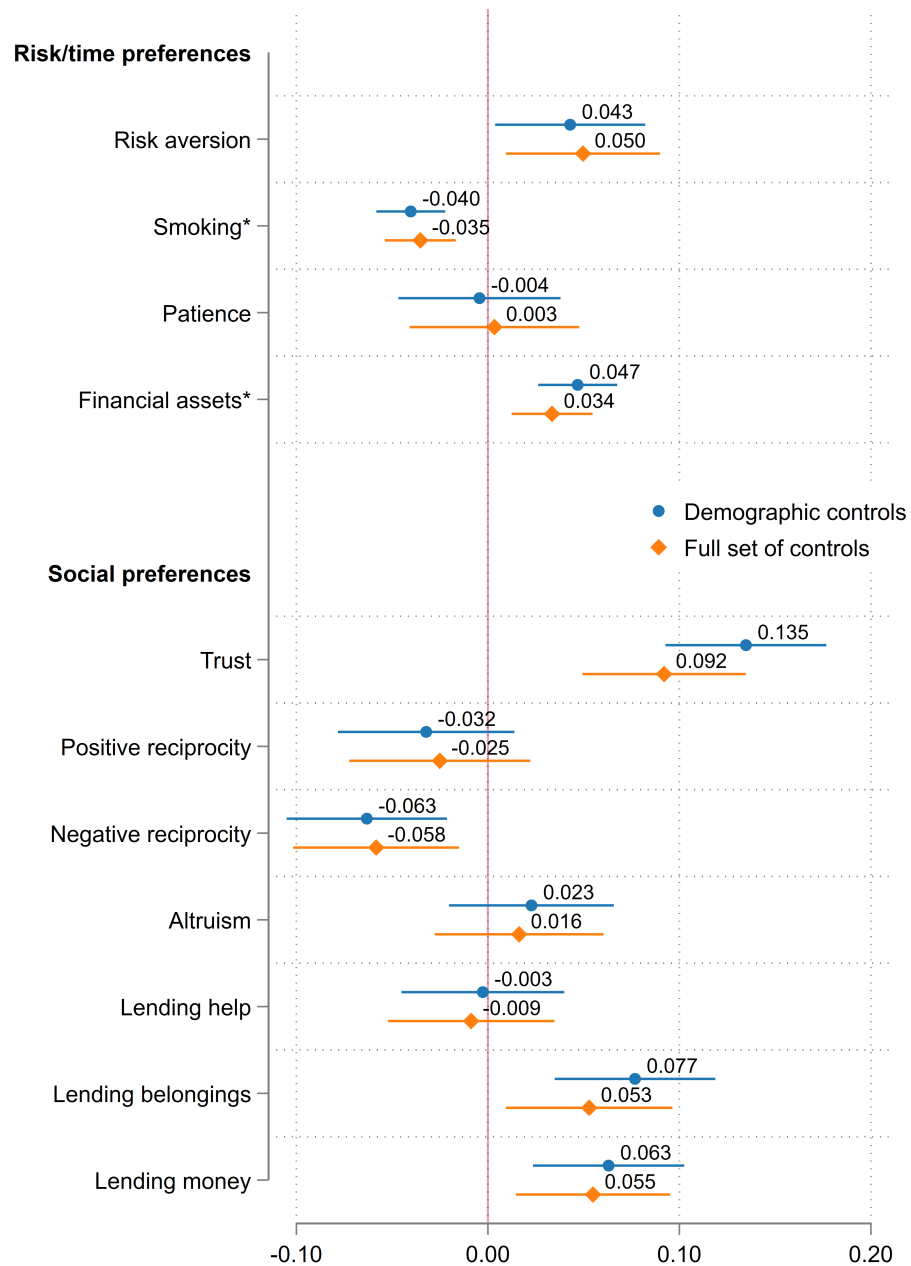 Risk/time preferences
0.043
Risk aversion
0.050
-0.040
Smoking*
-0.035
-0.004
Patience
0.003
0.047
Financial assets*
0.034
Demographic controls
Full set of controls
Social preferences
0.135
Trust
0.092
-0.032
Positive reciprocity
-0.025
-0.063
Negative reciprocity
-0.058
0.023
Altruism
0.016
-0.003
Lending help
-0.009
0.077
Lending belongings
0.053
0.063
Lending money
0.055
-0.10 0.00 0.10 0.20